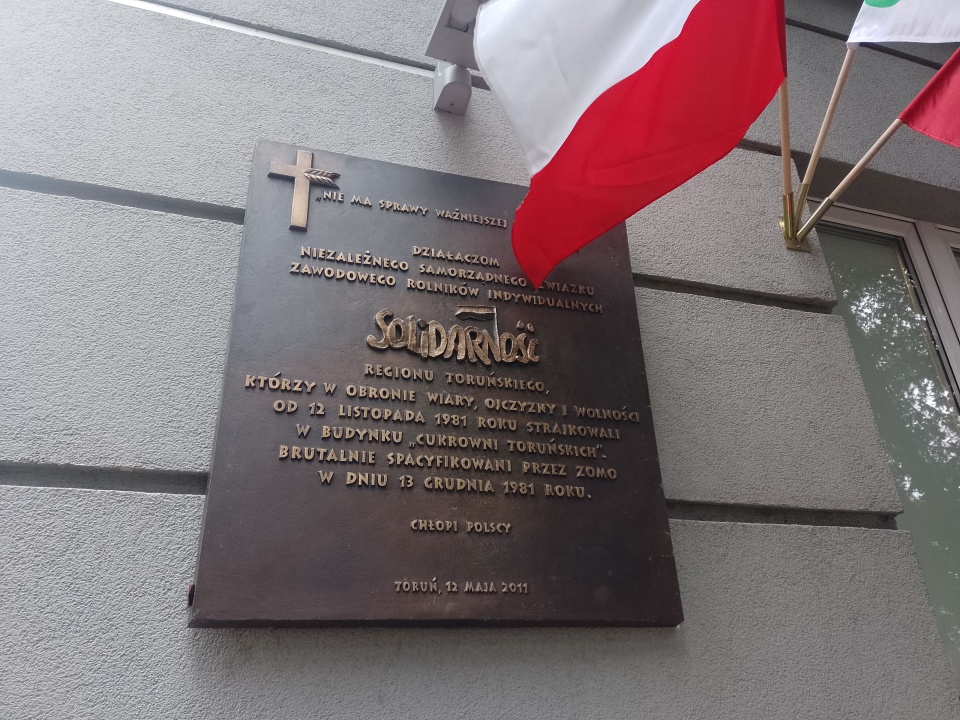 „NIE MA SPRAWY WAŻNIEJSZEJ
DZIAŁACZOM
NIEZALEŻNEGO SAMORZĄDNEGO ZWIĄZKU
ZAWODOWEGO ROLNIKÓW INDYWIDUALNYCH
SOLIDARNOŚĆ
REGIONU TORUŃSKIEGO,
KTÓRZY W OBRONIE WIARY, OJCZYZNY I WOLNOŚCI
OD 12 LISTOPADA 1981 ROKU STRAJKOWALI
W BUDYNKU „CUKROWNI TORUŃSKICH”.
BRUTALNIE SPACYFIKOWANI PRZEZ ZOMO
W DNIU 13 GRUDNIA 1981 ROKU.
CHŁOPI POLSCY
TORUŃ, 12 MAJA 2011